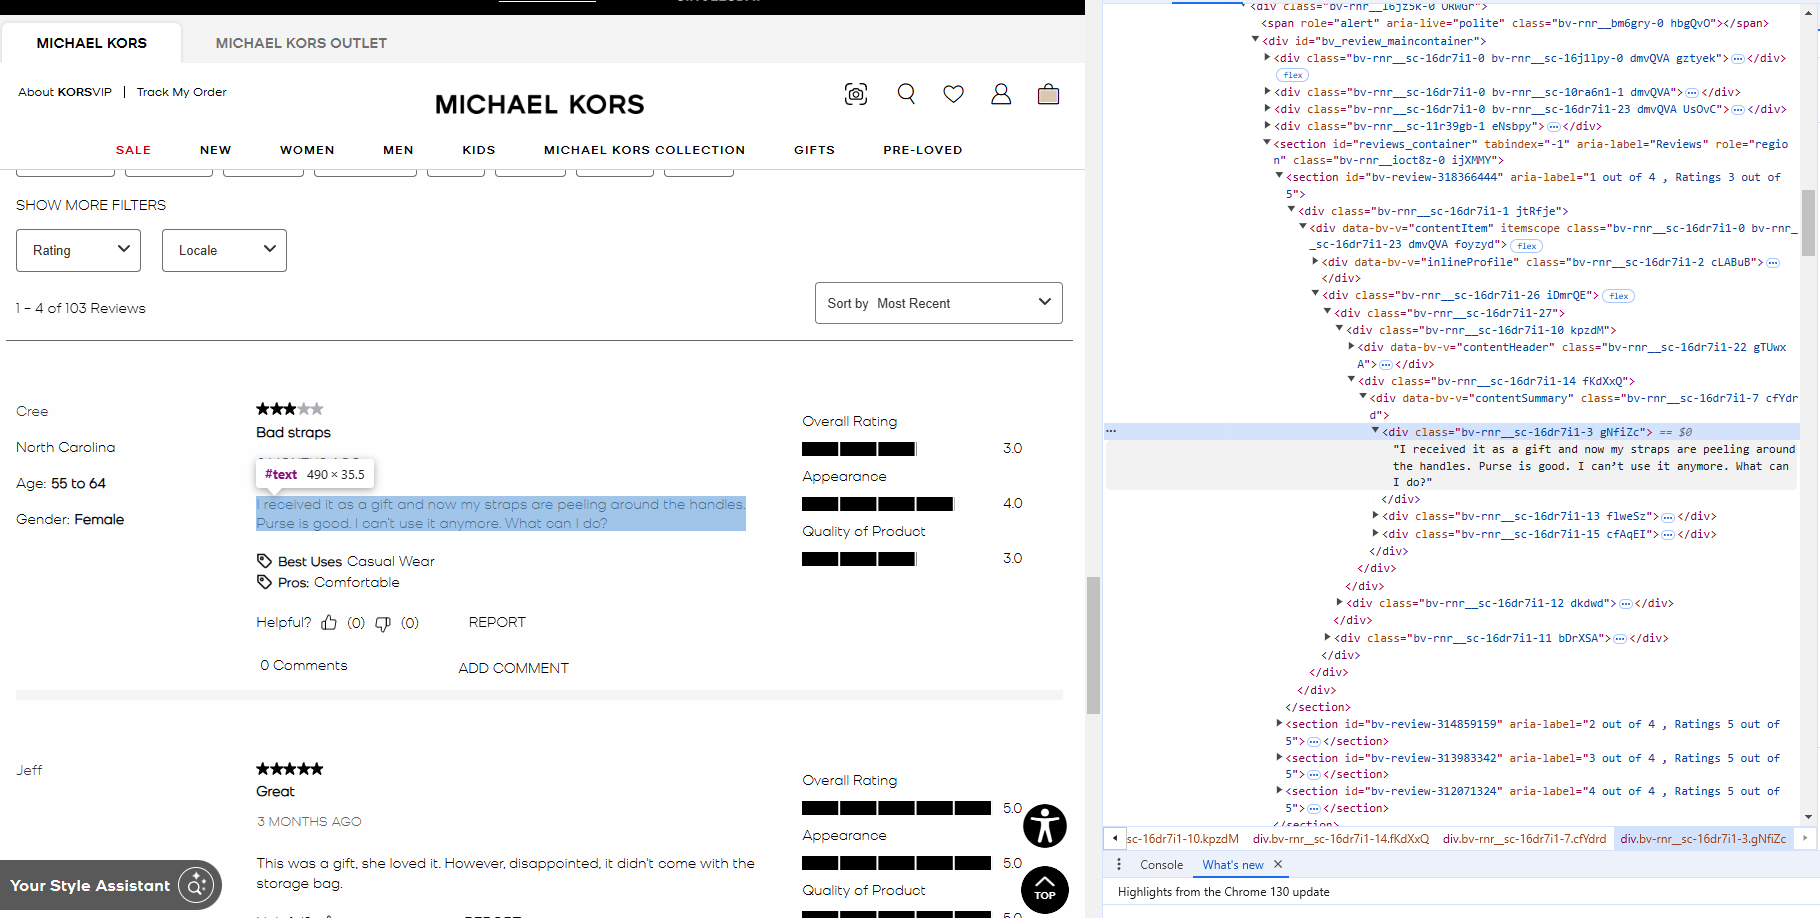 MICHAEL KORS
MICHAEL KORS OUTLET
About KORSVIP | Track My Order
MICHAEL KORS
SALE NEW WOMEN MEN KIDS MICHAEL KORS COLLECTION GIFTS PRE-LOVED
SHOW MORE FILTERS
Rating
Locale
1 – 4 of 103 Reviews
Sort by Most Recent
Cree
North Carolina
Age: 55 to 64
Gender: Female
Bad straps
#text 490 × 35.5
I received it as a gift and now my straps are peeling around the handles.
Purse is good. I can't use it anymore. What can I do?
Best Uses Casual Wear
Pros: Comfortable
Helpful? (0) (0) REPORT
0 Comments ADD COMMENT
Overall Rating
3.0
Appearance
4.0
Quality of Product
3.0
Jeff
Great
3 MONTHS AGO
This was a gift, she loved it. However, disappointed, it didn't come with the
storage bag.
Overall Rating
5.0
Appearance
5.0
Quality of Product
5.0
Your Style Assistant
TOP
<div class="bv-rnr__16jz5k-0 URWGr">
<span role="alert" aria-live="polite" class="bv-rnr__bm6gry-0 hbgQvO"></span>
<div id="bv_review_maincontainer">
<div class="bv-rnr__sc-16dr7i1-0 bv-rnr__sc-16j1lpy-0 dmvQVA gztyek">⋯</div>
flex
<div class="bv-rnr__sc-16dr7i1-0 bv-rnr__sc-10ra6n1-1 dmvQVA">⋯</div>
<div class="bv-rnr__sc-16dr7i1-0 bv-rnr__sc-16dr7i1-23 dmvQVA UsOvC">⋯</div>
<div class="bv-rnr__sc-11r39gb-1 eNsbpy">⋯</div>
<section id="reviews_container" tabindex="-1" aria-label="Reviews" role="regio
n" class="bv-rnr__ioct8z-0 ijXMMY">
<section id="bv-review-318366444" aria-label="1 out of 4 , Ratings 3 out of
5">
<div class="bv-rnr__sc-16dr7i1-1 jtRfje">
<div data-bv-v="contentItem" itemscope class="bv-rnr__sc-16dr7i1-0 bv-rnr__
_sc-16dr7i1-23 dmvQVA foyzyd"> flex
<div data-bv-v="inlineProfile" class="bv-rnr__sc-16dr7i1-2 cLABuB">⋯
</div>
<div class="bv-rnr__sc-16dr7i1-26 iDmrQE"> flex
<div class="bv-rnr__sc-16dr7i1-27">
<div class="bv-rnr__sc-16dr7i1-10 kpzdM">
<div data-bv-v="contentHeader" class="bv-rnr__sc-16dr7i1-22 gTUwx
A">⋯</div>
<div class="bv-rnr__sc-16dr7i1-14 fKdXxQ">
<div data-bv-v="contentSummary" class="bv-rnr__sc-16dr7i1-7 cfYdr
d">
<div class="bv-rnr__sc-16dr7i1-3 gNfiZc"> == $0
"I received it as a gift and now my straps are peeling around
the handles. Purse is good. I can't use it anymore. What can
I do?"
</div>
<div class="bv-rnr__sc-16dr7i1-13 flweSz">⋯</div>
<div class="bv-rnr__sc-16dr7i1-15 cfAqEI">⋯</div>
</div>
</div>
</div>
<div class="bv-rnr__sc-16dr7i1-12 dkdwd">⋯</div>
</div>
<div class="bv-rnr__sc-16dr7i1-11 bDrXSA">⋯</div>
</div>
</div>
</div>
</section>
<section id="bv-review-314859159" aria-label="2 out of 4 , Ratings 5 out of
5">⋯</section>
<section id="bv-review-313983342" aria-label="3 out of 4 , Ratings 5 out of
5">⋯</section>
<section id="bv-review-312071324" aria-label="4 out of 4 , Ratings 5 out of
5">⋯</section>
</section>
sc-16dr7i1-10.kpzdM div.bv-rnr__sc-16dr7i1-14.fKdXxQ div.bv-rnr__sc-16dr7i1-7.cfYdrd div.bv-rnr__sc-16dr7i1-3.gNfiZc
Console What's new
Highlights from the Chrome 130 update